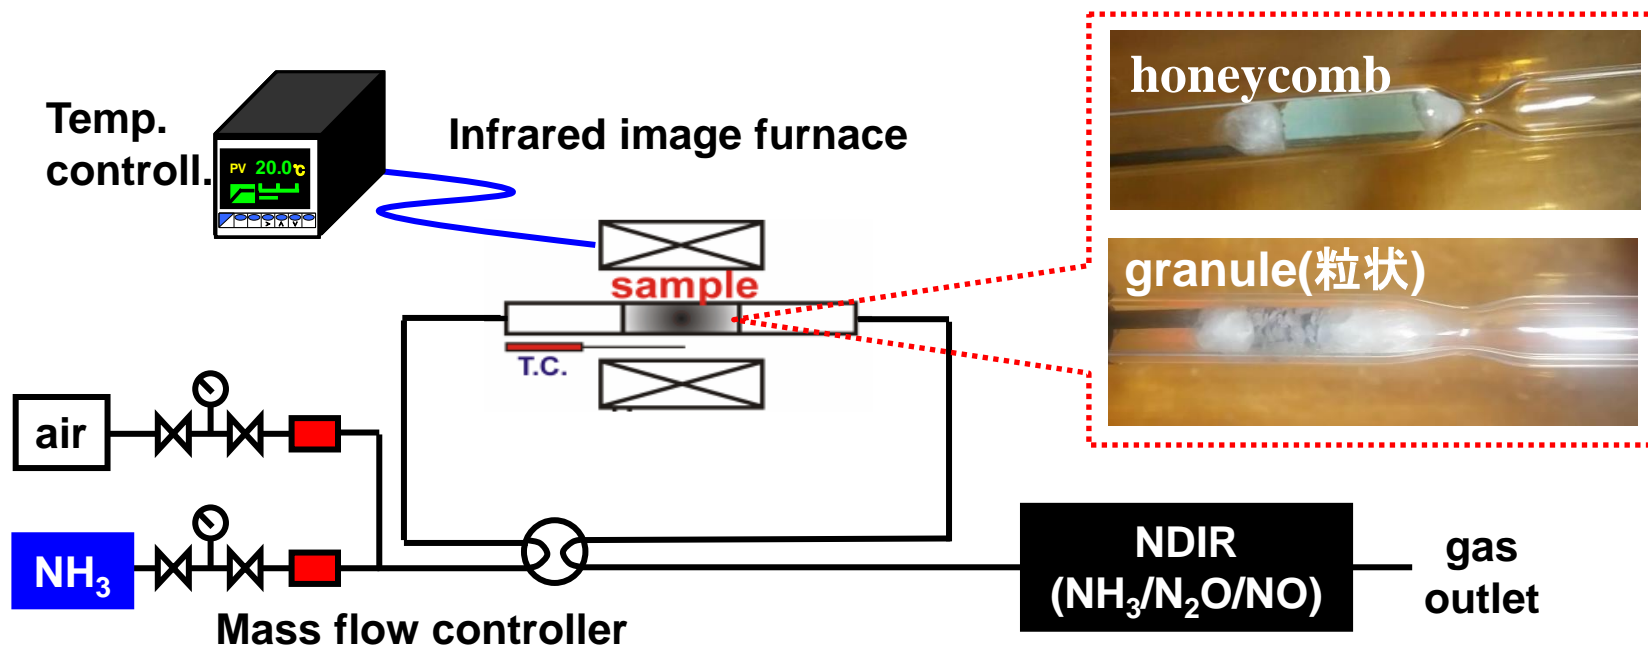 Temp.
controll.
PV 20.0℃
Infrared image furnace
honeycomb
granule(粒状)
sample
T.C.
air
NH₃
Mass flow controller
NDIR
(NH₃/N₂O/NO)
gas
outlet